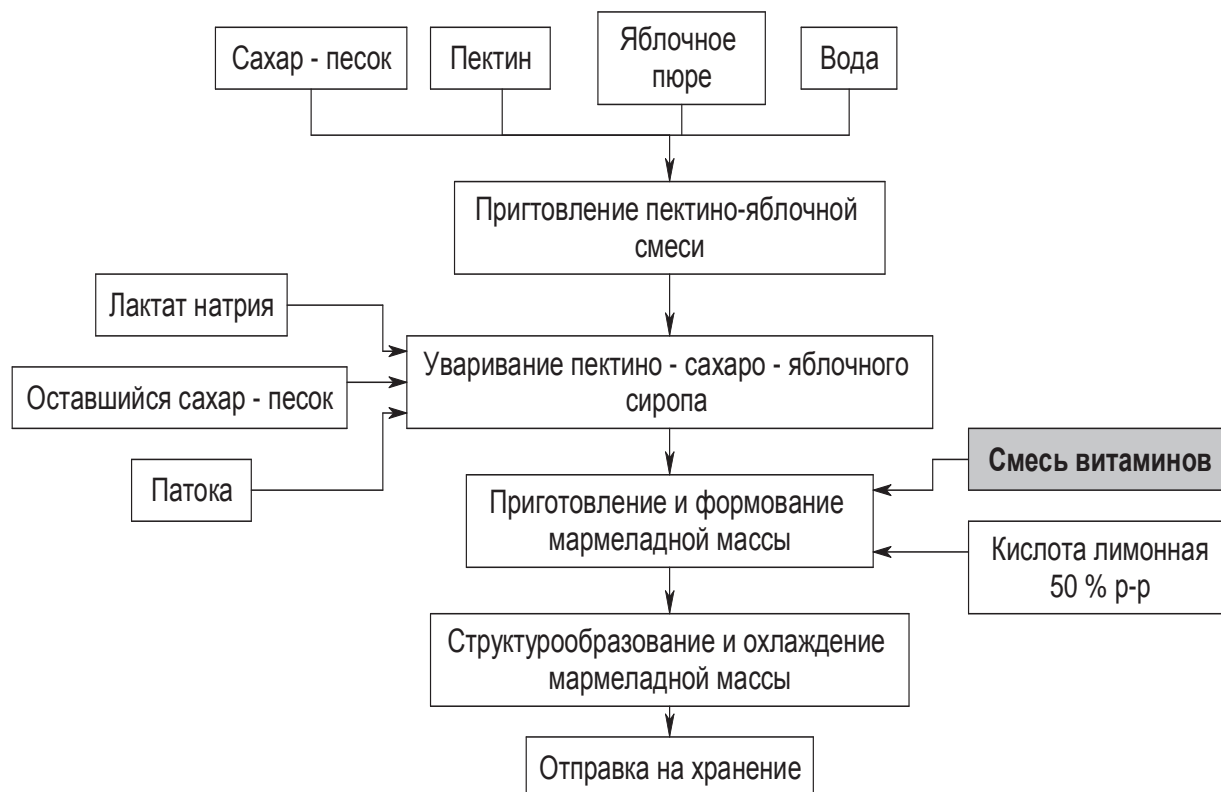 Сахар - песок
Пектин
Яблочное
пюре
Вода
Пригтовление пектино-яблочной
смеси
Лактат натрия
Оставшийся сахар - песок
Патока
Уваривание пектино - сахаро - яблочного
сиропа
Смесь витаминов
Приготовление и формование
мармеладной массы
Кислота лимонная
50 % р-р
Структурообразование и охлаждение
мармеладной массы
Отправка на хранение